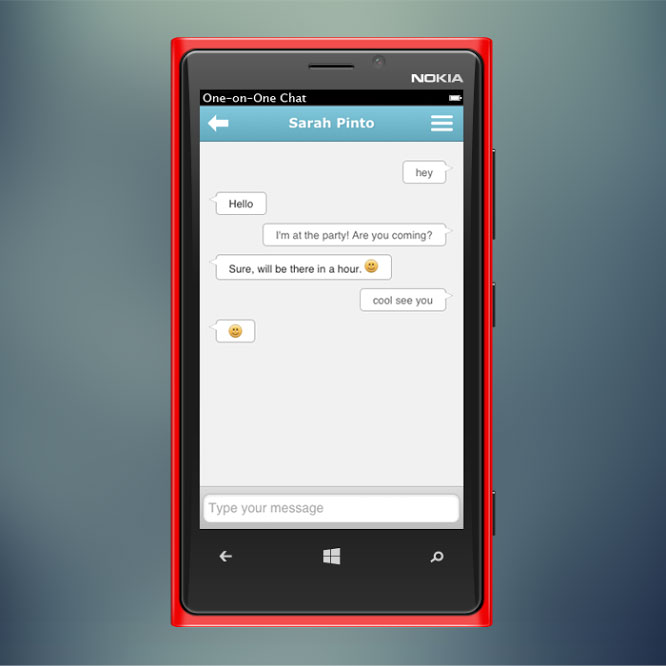 NOKIA
One-on-One Chat
Sarah Pinto
hey
Hello
I'm at the party! Are you coming?
Sure, will be there in a hour. 🙂
cool see you
🙂
Type your message